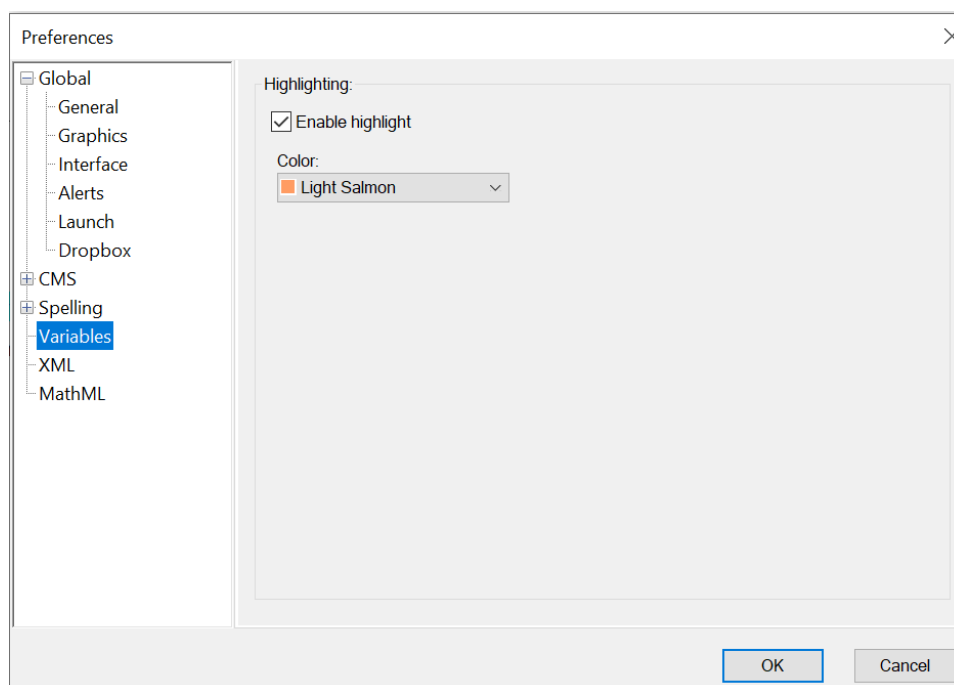 Preferences
Global
General
Graphics
Interface
Alerts
Launch
Dropbox
CMS
Spelling
Variables
XML
MathML
Highlighting:
Enable highlight
Color:
Light Salmon
OK
Cancel